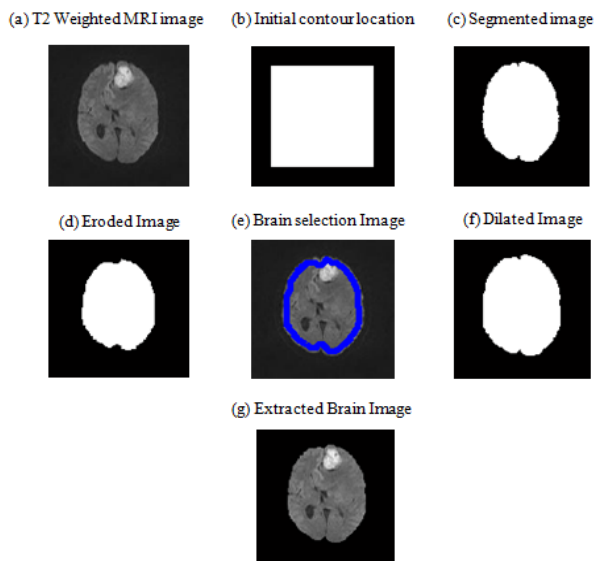 (a) T2 Weighted MRI image
(b) Initial contour location
(c) Segmented image
(d) Eroded Image
(e) Brain selection Image
(f) Dilated Image
(g) Extracted Brain Image